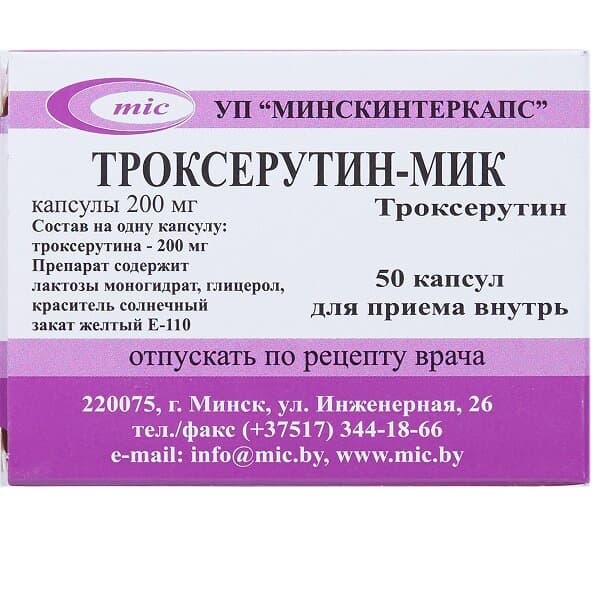 mic
УП “МИНСКИНТЕРКАПС”
ТРОКСЕРУТИН-МИК
капсулы 200 мг
Троксерутин
Состав на одну капсулу:
троксерутина - 200 мг
Препарат содержит
лактозы моногидрат, глицерол,
краситель солнечный
закат желтый Е-110
50 капсул
для приема внутрь
отпускать по рецепту врача
220075, г. Минск, ул. Инженерная, 26
тел./факс (+37517) 344-18-66
e-mail: info@mic.by, www.mic.by